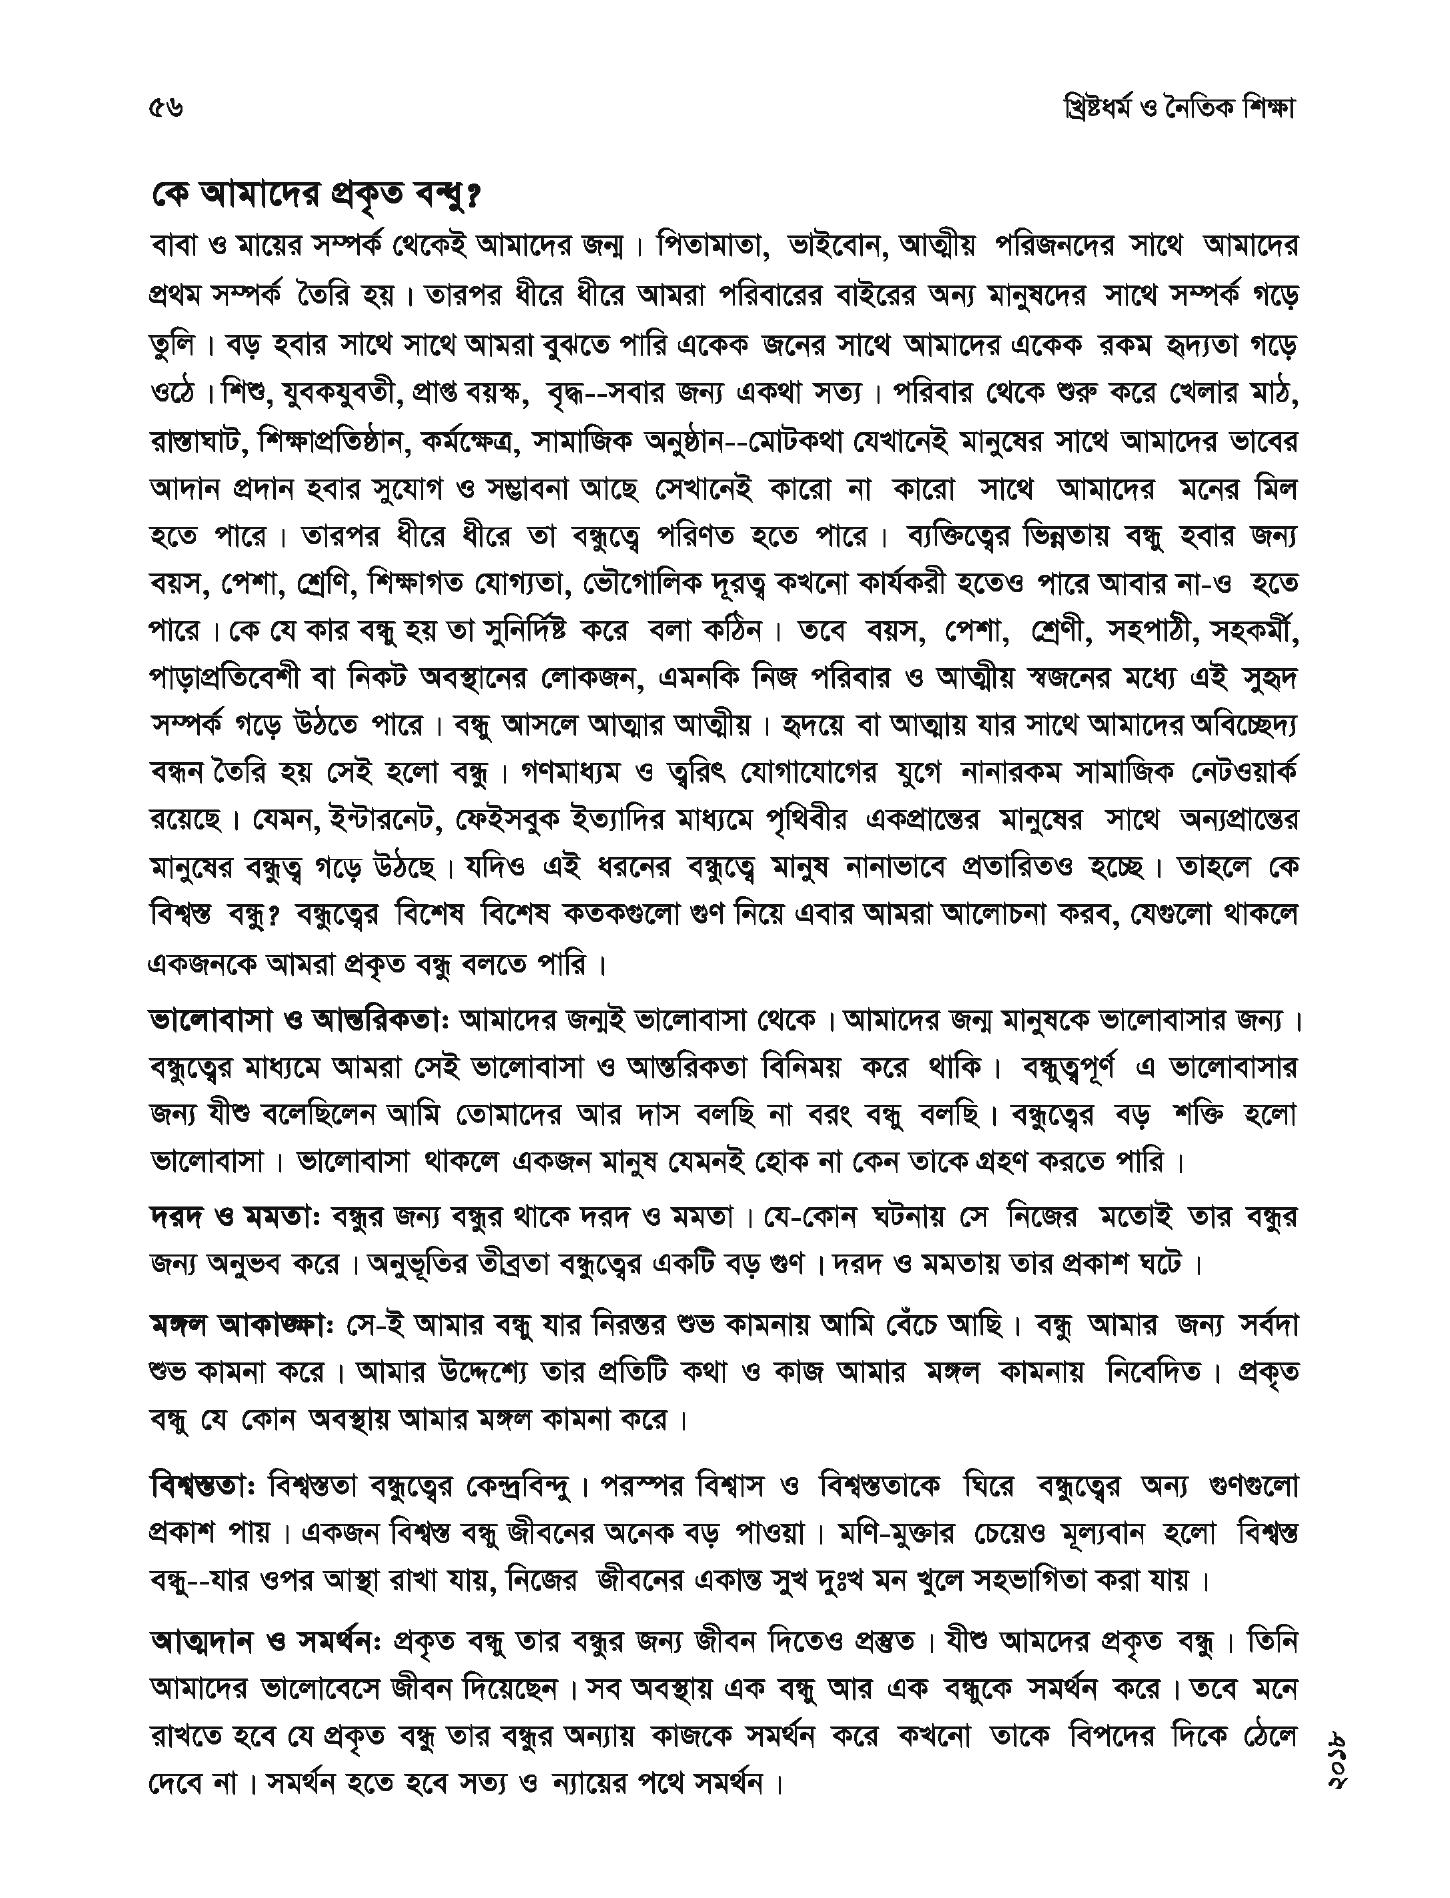 ৫৬
খ্রিষ্টধর্ম ও নৈতিক শিক্ষা
কে আমাদের প্রকৃত বন্ধু?
বাবা ও মায়ের সম্পর্ক থেকেই আমাদের জন্ম। পিতামাতা, ভাইবোন, আত্মীয় পরিজনদের সাথে আমাদের
প্রথম সম্পর্ক তৈরি হয়। তারপর ধীরে ধীরে আমরা পরিবারের বাইরের অন্য মানুষদের সাথে সম্পর্ক গড়ে
তুলি। বড় হবার সাথে সাথে আমরা বুঝতে পারি একেক জনের সাথে আমাদের একেক রকম হৃদ্যতা গড়ে
ওঠে। শিশু, যুবকযুবতী, প্রাপ্ত বয়স্ক, বৃদ্ধ--সবার জন্য একথা সত্য। পরিবার থেকে শুরু করে খেলার মাঠ,
রাস্তাঘাট, শিক্ষাপ্রতিষ্ঠান, কর্মক্ষেত্র, সামাজিক অনুষ্ঠান--মোটকথা যেখানেই মানুষের সাথে আমাদের ভাবের
আদান প্রদান হবার সুযোগ ও সম্ভাবনা আছে সেখানেই কারো না কারো সাথে আমাদের মনের মিল
হতে পারে। তারপর ধীরে ধীরে তা বন্ধুত্বে পরিণত হতে পারে। ব্যক্তিত্বের ভিন্নতায় বন্ধু হবার জন্য
বয়স, পেশা, শ্রেণি, শিক্ষাগত যোগ্যতা, ভৌগোলিক দূরত্ব কখনো কার্যকরী হতেও পারে আবার না-ও হতে
পারে। কে যে কার বন্ধু হয় তা সুনির্দিষ্ট করে বলা কঠিন। তবে বয়স, পেশা, শ্রেণী, সহপাঠী, সহকর্মী,
পাড়াপ্রতিবেশী বা নিকট অবস্থানের লোকজন, এমনকি নিজ পরিবার ও আত্মীয় স্বজনের মধ্যে এই সুহৃদ
সম্পর্ক গড়ে উঠতে পারে। বন্ধু আসলে আত্মার আত্মীয়। হৃদয়ে বা আত্মায় যার সাথে আমাদের অবিচ্ছেদ্য
বন্ধন তৈরি হয় সেই হলো বন্ধু। গণমাধ্যম ও ত্বরিৎ যোগাযোগের যুগে নানারকম সামাজিক নেটওয়ার্ক
রয়েছে। যেমন, ইন্টারনেট, ফেইসবুক ইত্যাদির মাধ্যমে পৃথিবীর একপ্রান্তের মানুষের সাথে অন্যপ্রান্তের
মানুষের বন্ধুত্ব গড়ে উঠছে। যদিও এই ধরনের বন্ধুত্বে মানুষ নানাভাবে প্রতারিতও হচ্ছে। তাহলে কে
বিশ্বস্ত বন্ধু? বন্ধুত্বের বিশেষ বিশেষ কতকগুলো গুণ নিয়ে এবার আমরা আলোচনা করব, যেগুলো থাকলে
একজনকে আমরা প্রকৃত বন্ধু বলতে পারি।
ভালোবাসা ও আন্তরিকতা: আমাদের জন্মই ভালোবাসা থেকে। আমাদের জন্ম মানুষকে ভালোবাসার জন্য।
বন্ধুত্বের মাধ্যমে আমরা সেই ভালোবাসা ও আন্তরিকতা বিনিময় করে থাকি। বন্ধুত্বপূর্ণ এ ভালোবাসার
জন্য যীশু বলেছিলেন আমি তোমাদের আর দাস বলছি না বরং বন্ধু বলছি। বন্ধুত্বের বড় শক্তি হলো
ভালোবাসা। ভালোবাসা থাকলে একজন মানুষ যেমনই হোক না কেন তাকে গ্রহণ করতে পারি।
দরদ ও মমতা: বন্ধুর জন্য বন্ধুর থাকে দরদ ও মমতা। যে-কোন ঘটনায় সে নিজের মতোই তার বন্ধুর
জন্য অনুভব করে। অনুভূতির তীব্রতা বন্ধুত্বের একটি বড় গুণ। দরদ ও মমতায় তার প্রকাশ ঘটে।
মঙ্গল আকাঙ্ক্ষা: সে-ই আমার বন্ধু যার নিরন্তর শুভ কামনায় আমি বেঁচে আছি। বন্ধু আমার জন্য সর্বদা
শুভ কামনা করে। আমার উদ্দেশ্যে তার প্রতিটি কথা ও কাজ আমার মঙ্গল কামনায় নিবেদিত। প্রকৃত
বন্ধু যে কোন অবস্থায় আমার মঙ্গল কামনা করে।
বিশ্বস্ততা: বিশ্বস্ততা বন্ধুত্বের কেন্দ্রবিন্দু। পরস্পর বিশ্বাস ও বিশ্বস্ততাকে ঘিরে বন্ধুত্বের অন্য গুণগুলো
প্রকাশ পায়। একজন বিশ্বস্ত বন্ধু জীবনের অনেক বড় পাওয়া। মণি-মুক্তার চেয়েও মূল্যবান হলো বিশ্বস্ত
বন্ধু--যার ওপর আস্থা রাখা যায়, নিজের জীবনের একান্ত সুখ দুঃখ মন খুলে সহভাগিতা করা যায়।
আত্মদান ও সমর্থন: প্রকৃত বন্ধু তার বন্ধুর জন্য জীবন দিতেও প্রস্তুত। যীশু আমদের প্রকৃত বন্ধু। তিনি
আমাদের ভালোবেসে জীবন দিয়েছেন। সব অবস্থায় এক বন্ধু আর এক বন্ধুকে সমর্থন করে। তবে মনে
রাখতে হবে যে প্রকৃত বন্ধু তার বন্ধুর অন্যায় কাজকে সমর্থন করে কখনো তাকে বিপদের দিকে ঠেলে
দেবে না। সমর্থন হতে হবে সত্য ও ন্যায়ের পথে সমর্থন।
২০১৮